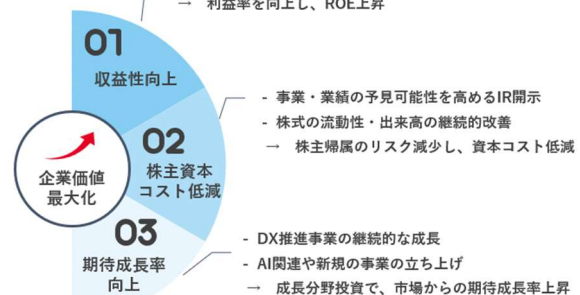 → 利益率を向上し、ROE上昇
01
収益性向上
- 事業・業績の予見可能性を高めるIR開示
- 株式の流動性・出来高の継続的改善
→ 株主帰属のリスク減少し、資本コスト低減
02
株主資本
コスト低減
企業価値
最大化
03
期待成長率
向上
- DX推進事業の継続的な成長
- AI関連や新規の事業の立ち上げ
→ 成長分野投資で、市場からの期待成長率上昇